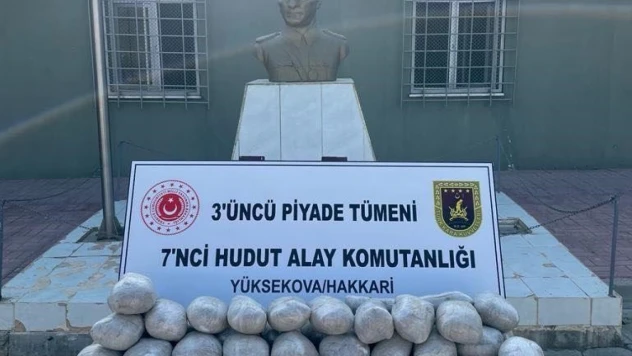 3'ÜNCÜ PİYADE TÜMENİ
7'NCİ HUDUT ALAY KOMUTANLIĞI
YÜKSEKOVA/HAKKARİ